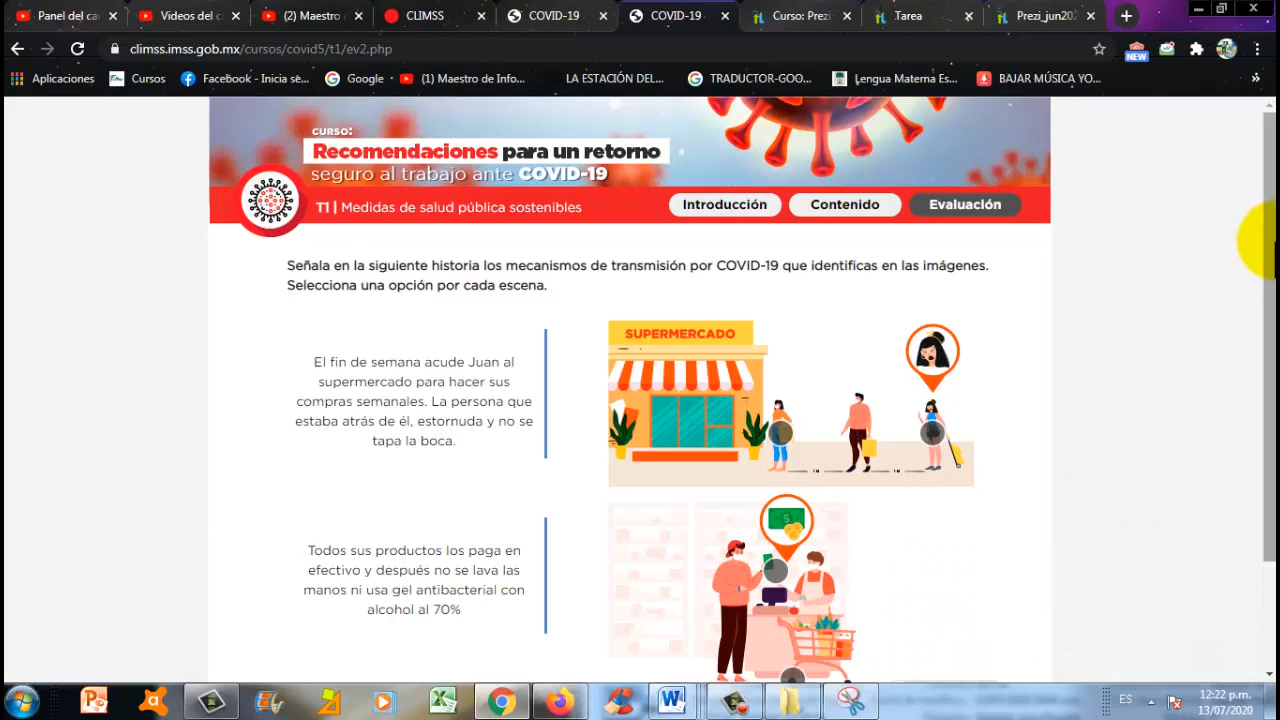 Panel del c
Videos del c
(2) Maestro
CLIMSS
COVID-19
COVID-19
Curso: Prezi
Tarea
Prezi_jun202
climss.imss.gob.mx/cursos/covid5/t1/ev2.php
NEW
Aplicaciones
Cursos
Facebook - Inicia se...
Google
(1) Maestro de Info...
LA ESTACIÓN DEL...
TRADUCTOR-GOO...
Lengua Materna Es...
BAJAR MÚSICA YO...
CURSO:
Recomendaciones para un retorno
seguro al trabajo ante COVID-19
T1 | Medidas de salud pública sostenibles
Introducción
Contenido
Evaluación
Señala en la siguiente historia los mecanismos de transmisión por COVID-19 que identificas en las imágenes.
Selecciona una opción por cada escena.
El fin de semana acude Juan al
supermercado para hacer sus
compras semanales. La persona que
estaba atrás de él, estornuda y no se
tapa la boca.
SUPERMERCADO
Todos sus productos los paga en
efectivo y después no se lava las
manos ni usa gel antibacterial con
alcohol al 70%
ES
12:22 p.m.
13/07/2020